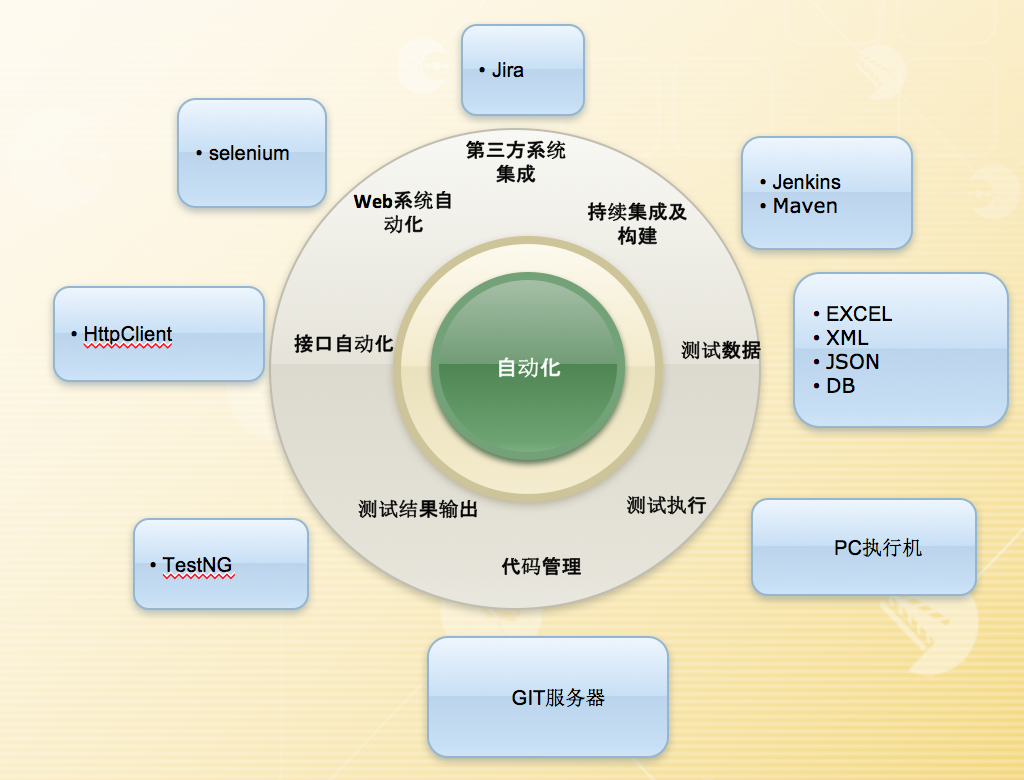 • Jira
• selenium
第三方系统
集成
Web系统自
动化
持续集成及
构建
• Jenkins
• Maven
• HttpClient
接口自动化
自动化
测试数据
• EXCEL
• XML
• JSON
• DB
测试结果输出
测试执行
代码管理
• TestNG
PC执行机
GIT服务器